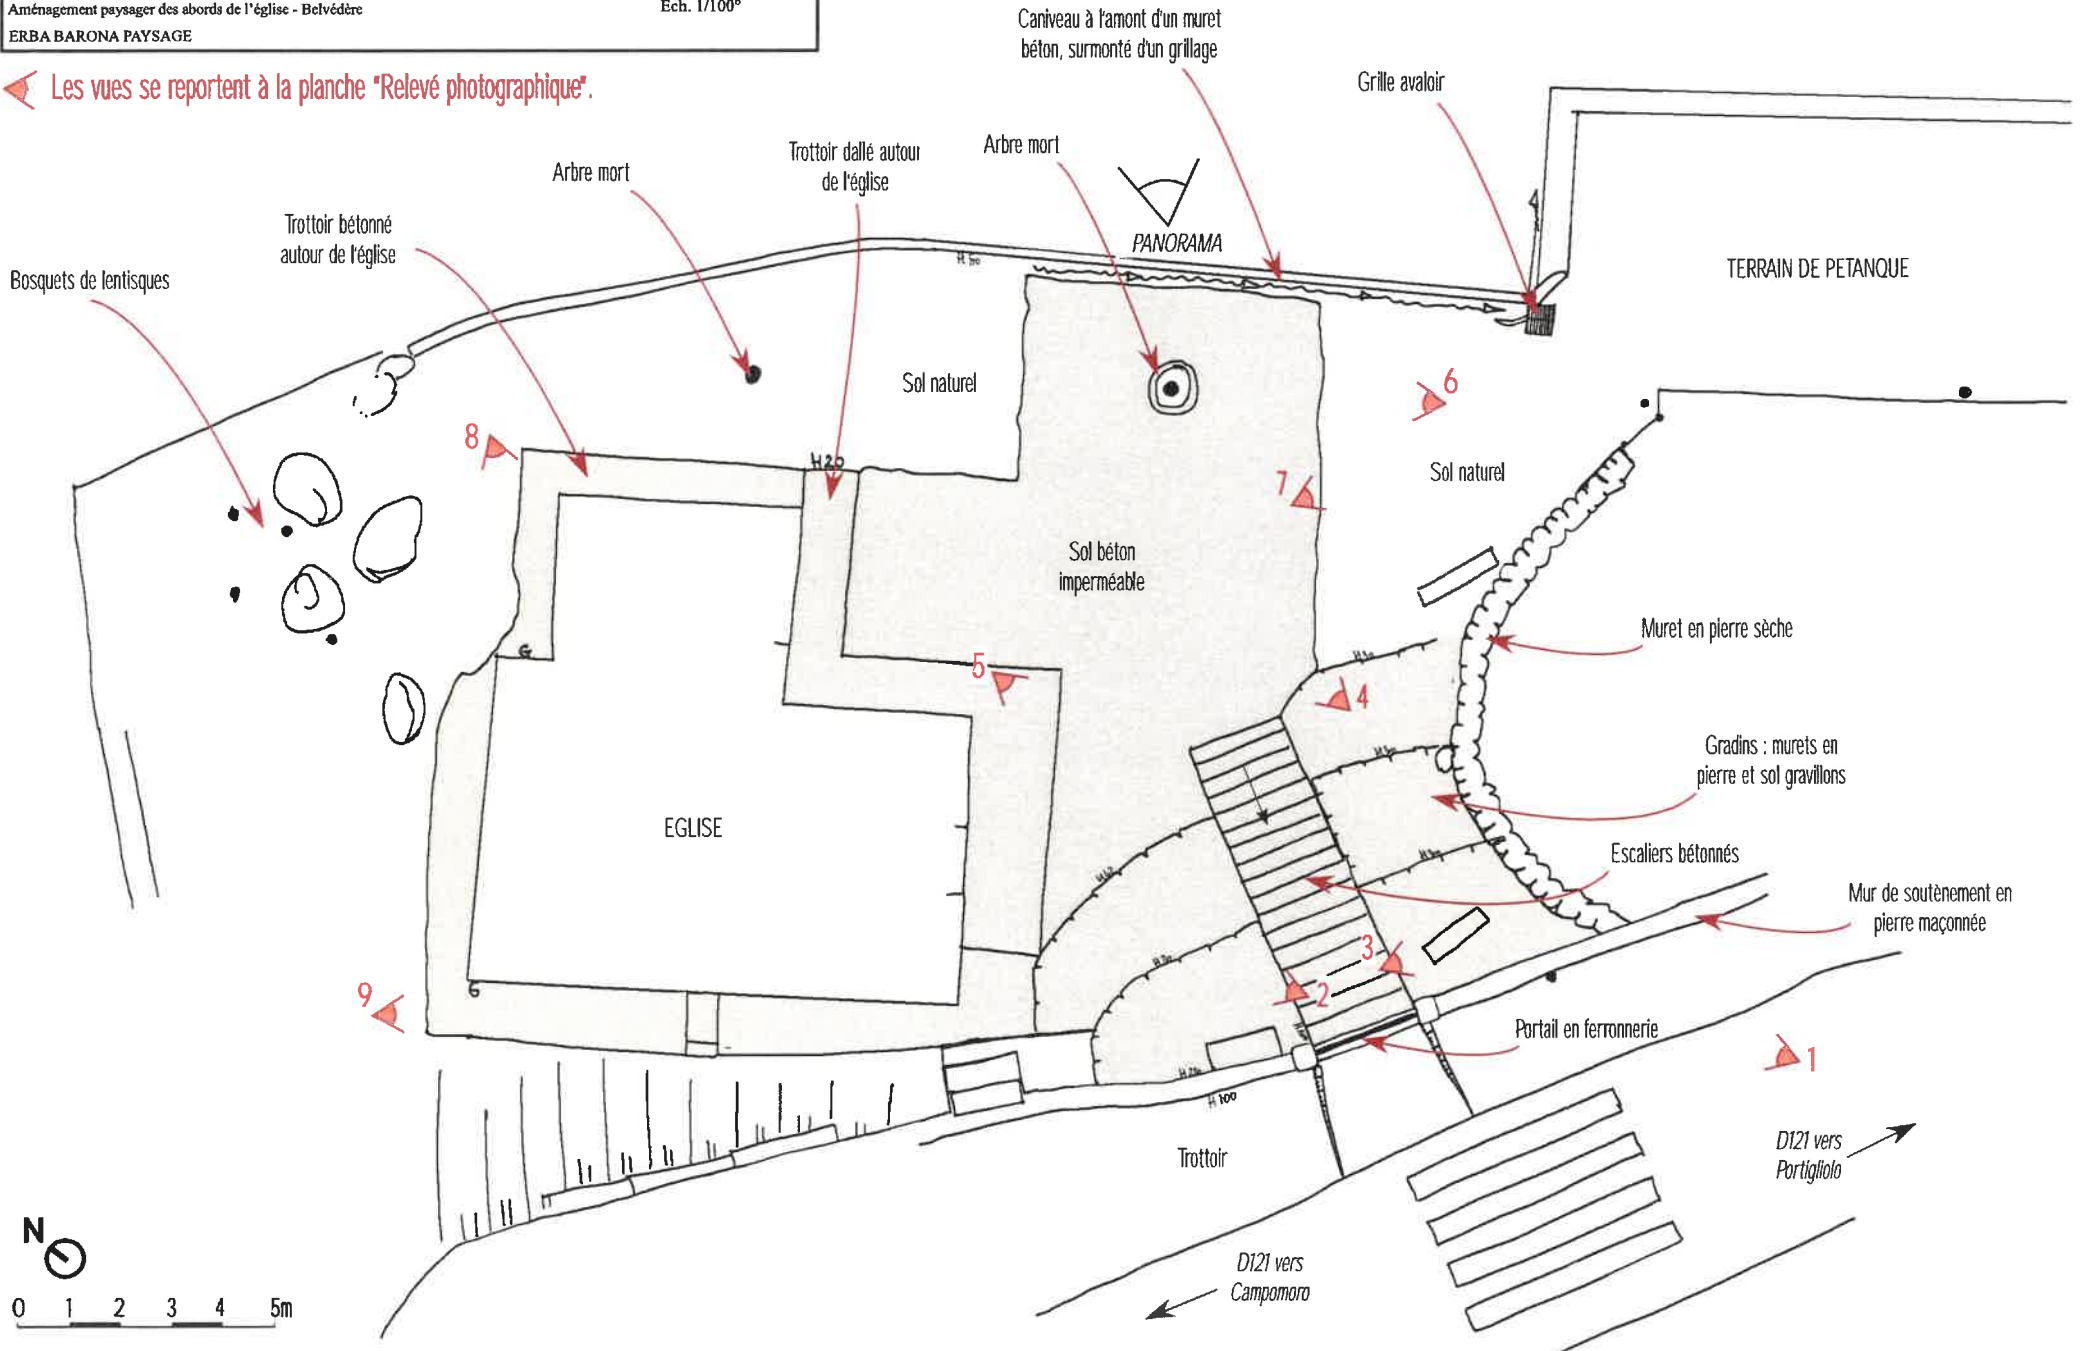 Aménagement paysager des abords de l'église - Belvédère
Ech. 1/100°
ERBA BARONA PAYSAGE
Les vues se reportent à la planche "Relevé photographique".
Caniveau à l'amont d'un muret
béton, surmonté d'un grillage
Grille avaloir
Arbre mort
Trottoir dallé autour
de l'église
Arbre mort
Trottoir bétonné
autour de l'église
Bosquets de lentisques
PANORAMA
TERRAIN DE PETANQUE
Sol naturel
6
8
H20
7
Sol naturel
Sol béton
imperméable
Muret en pierre sèche
G
5
4
Gradins : murets en
pierre et sol gravillons
EGLISE
Escaliers bétonnés
Mur de soutènement en
pierre maçonnée
3
2
9
G
Portail en ferronnerie
1
H 100
Trottoir
D121 vers
Portigliolo
D121 vers
Campomoro
N
0 1 2 3 4 5m